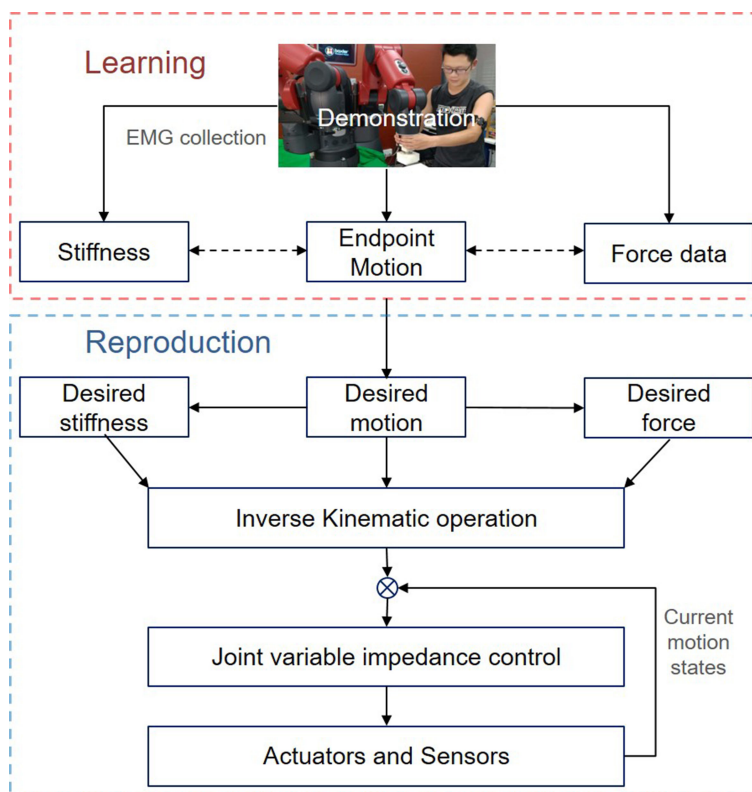 Learning
Demonstration
EMG collection
Stiffness
Endpoint
Motion
Force data
Reproduction
Desired
stiffness
Desired
motion
Desired
force
Inverse Kinematic operation
Current
motion
states
Joint variable impedance control
Actuators and Sensors